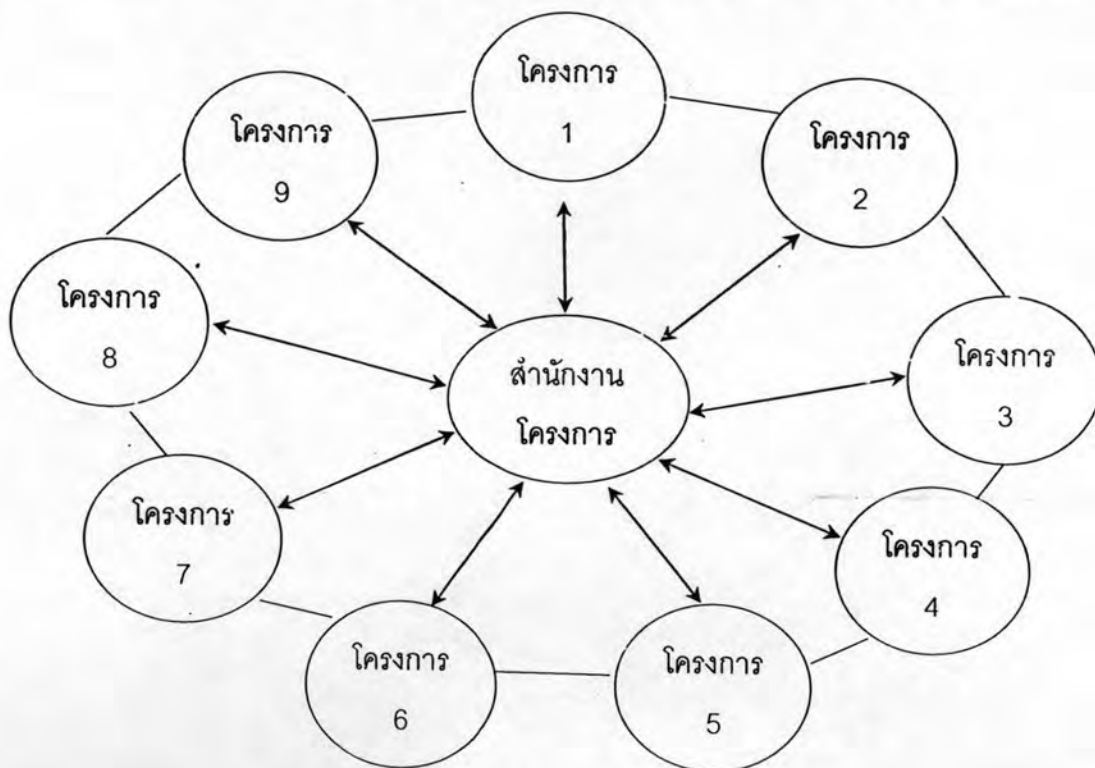 โครงการ
1
โครงการ
2
โครงการ
3
โครงการ
4
โครงการ
5
โครงการ
6
โครงการ
7
โครงการ
8
โครงการ
9
สำนักงาน
โครงการ